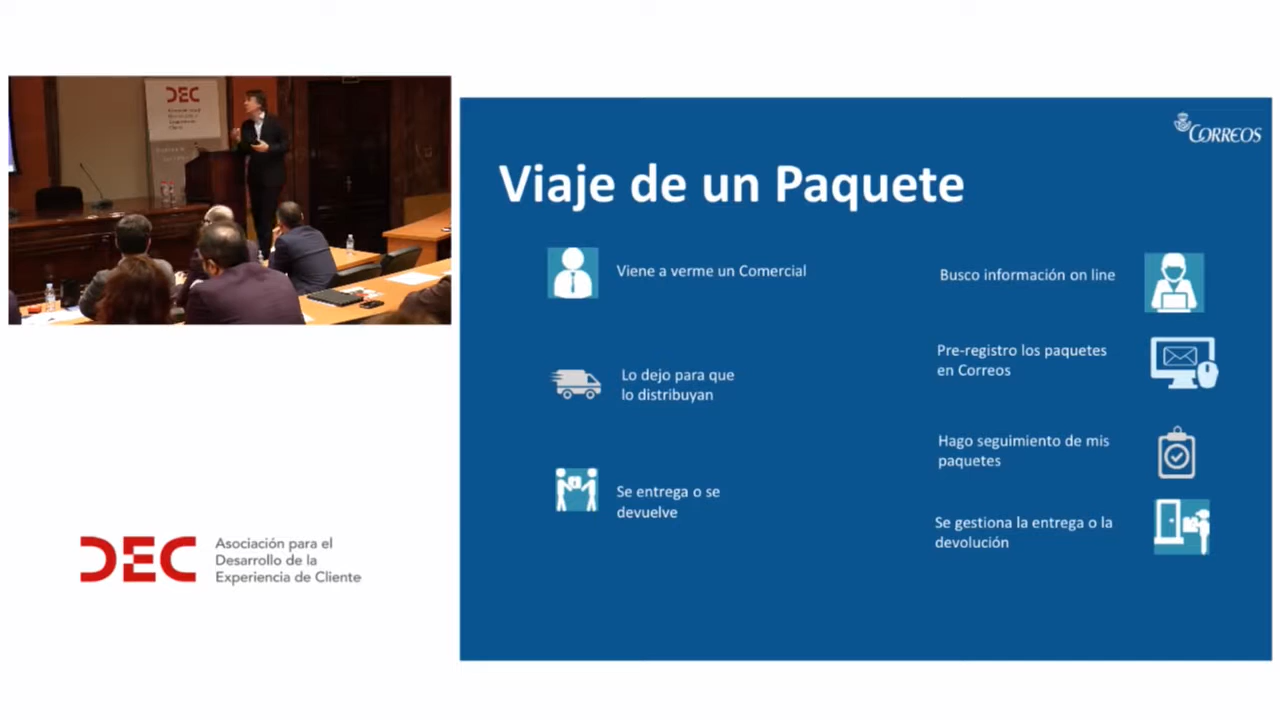 DEC
CORREOS
Viaje de un Paquete
Viene a verme un Comercial
Lo dejo para que
lo distribuyan
Se entrega o se
devuelve
Busco información on line
Pre-registro los paquetes
en Correos
Hago seguimiento de mis
paquetes
Se gestiona la entrega o la
devolución
DEC
Asociación para el
Desarrollo de la
Experiencia de Cliente